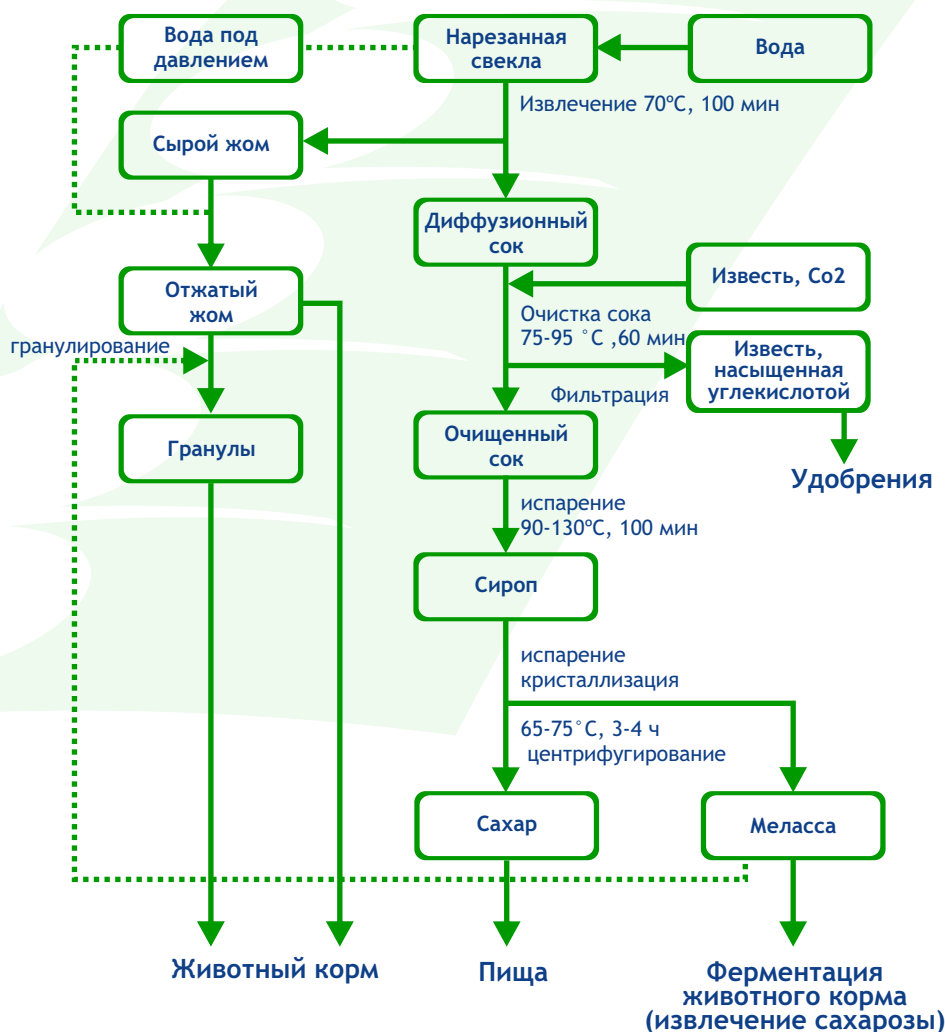 Вода под
давлением
Нарезанная
свекла
Вода
Извлечение 70ºС, 100 мин
Сырой жом
Диффузионный
сок
Известь, Со2
Отжатый
жом
Очистка сока
75-95 °С ,60 мин
гранулирование
Известь,
насыщенная
углекислотой
Фильтрация
Гранулы
Очищенный
сок
Удобрения
испарение
90-130ºС, 100 мин
Сироп
испарение
кристаллизация
65-75°С, 3-4 ч
центрифугирование
Сахар
Меласса
Животный корм
Пища
Ферментация
животного корма
(извлечение сахарозы)